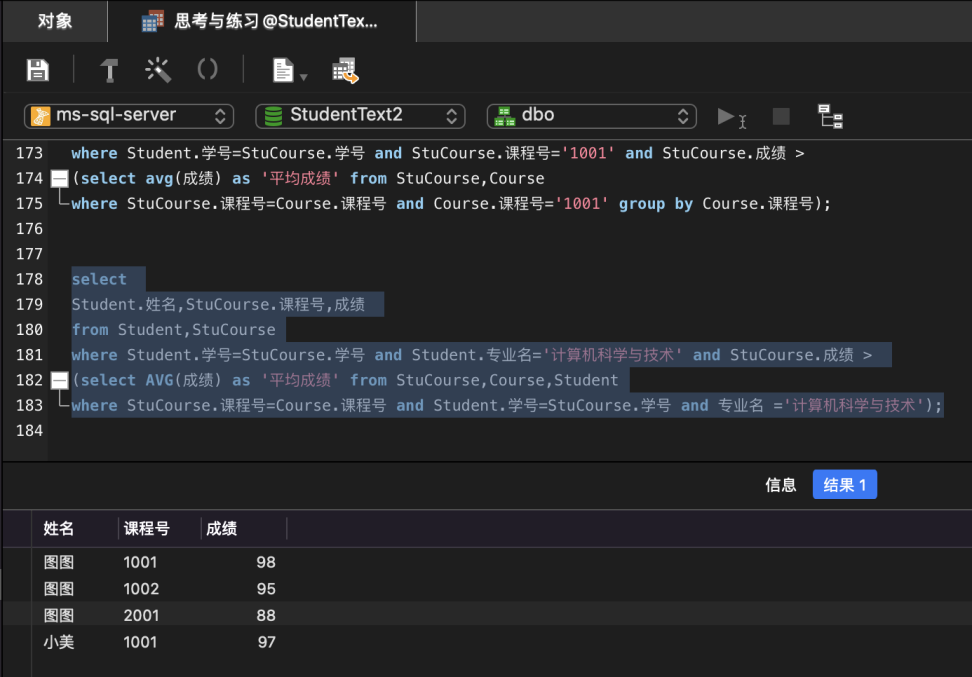 对象 思考与练习@StudentTex...
ms-sql-server StudentText2 dbo
173 where Student.学号=StuCourse.学号 and StuCourse.课程号='1001' and StuCourse.成绩 >
174 (select avg(成绩) as '平均成绩' from StuCourse,Course
175 where StuCourse.课程号=Course.课程号 and Course.课程号='1001' group by Course.课程号);
176
177
178 select
179 Student.姓名,StuCourse.课程号,成绩
180 from Student,StuCourse
181 where Student.学号=StuCourse.学号 and Student.专业名='计算机科学与技术' and StuCourse.成绩 >
182 (select AVG(成绩) as '平均成绩' from StuCourse,Course,Student
183 where StuCourse.课程号=Course.课程号 and Student.学号=StuCourse.学号 and 专业名 ='计算机科学与技术');
184
信息 结果 1
姓名 课程号 成绩
图图 1001 98
图图 1002 95
图图 2001 88
小美 1001 97